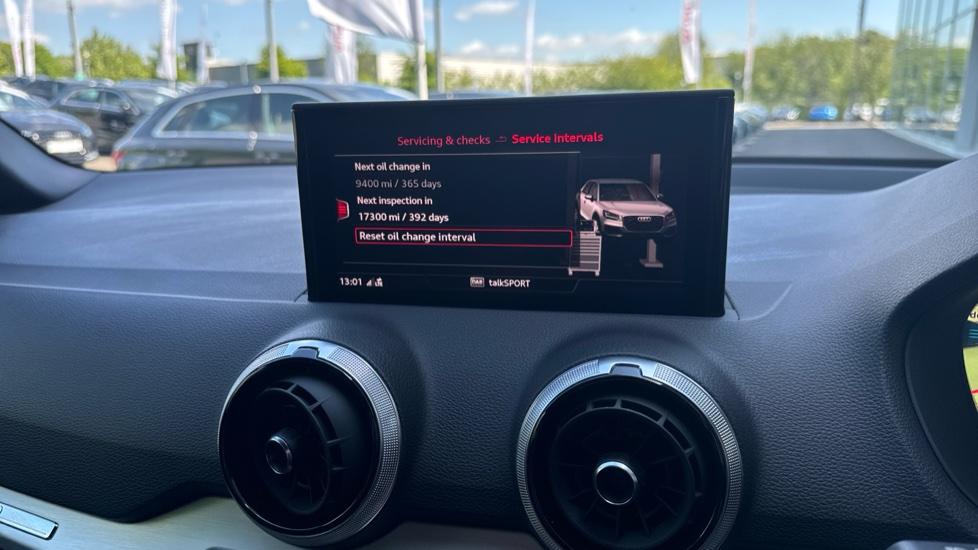 Servicing & checks Service intervals
Next oil change in
9400 mi / 365 days
Next inspection in
17300 mi / 392 days
Reset oil change interval
13:01 DAB talkSPORT